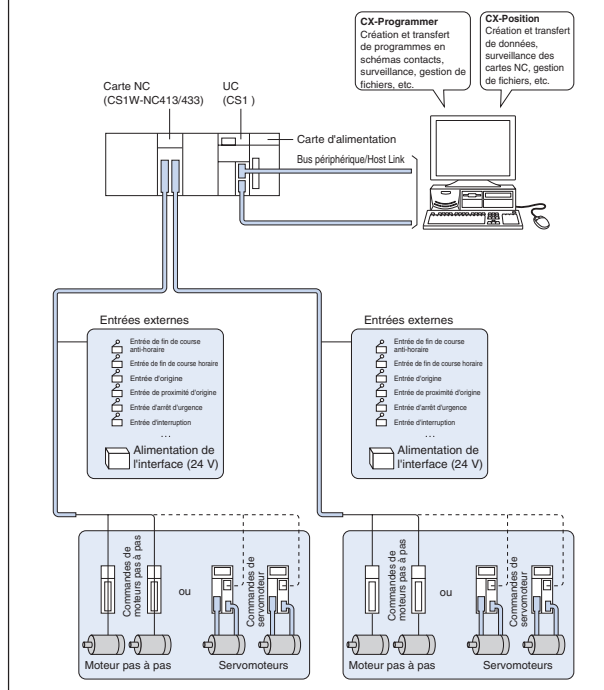 CX-Programmer
Création et transfert
de programmes en
schémas contacts,
surveillance, gestion de
fichiers, etc.
CX-Position
Création et transfert
de données,
surveillance des
cartes NC, gestion
de fichiers, etc.
Carte NC
(CS1W-NC413/433)
UC
(CS1 )
Carte d'alimentation
Bus périphérique/Host Link
Entrées externes
Entrée de fin de course
anti-horaire
Entrée de fin de course horaire
Entrée d'origine
Entrée de proximité d'origine
Entrée d'arrêt d'urgence
Entrée d'interruption
...
Alimentation de
l'interface (24 V)
Entrées externes
Entrée de fin de course
anti-horaire
Entrée de fin de course horaire
Entrée d'origine
Entrée de proximité d'origine
Entrée d'arrêt d'urgence
Entrée d'interruption
...
Alimentation de
l'interface (24 V)
Commandes de
moteurs pas à pas
ou
Commandes de
servomoteur
Moteur pas à pas
Servomoteurs
Commandes de
moteurs pas à pas
ou
Commandes de
servomoteur
Moteur pas à pas
Servomoteurs